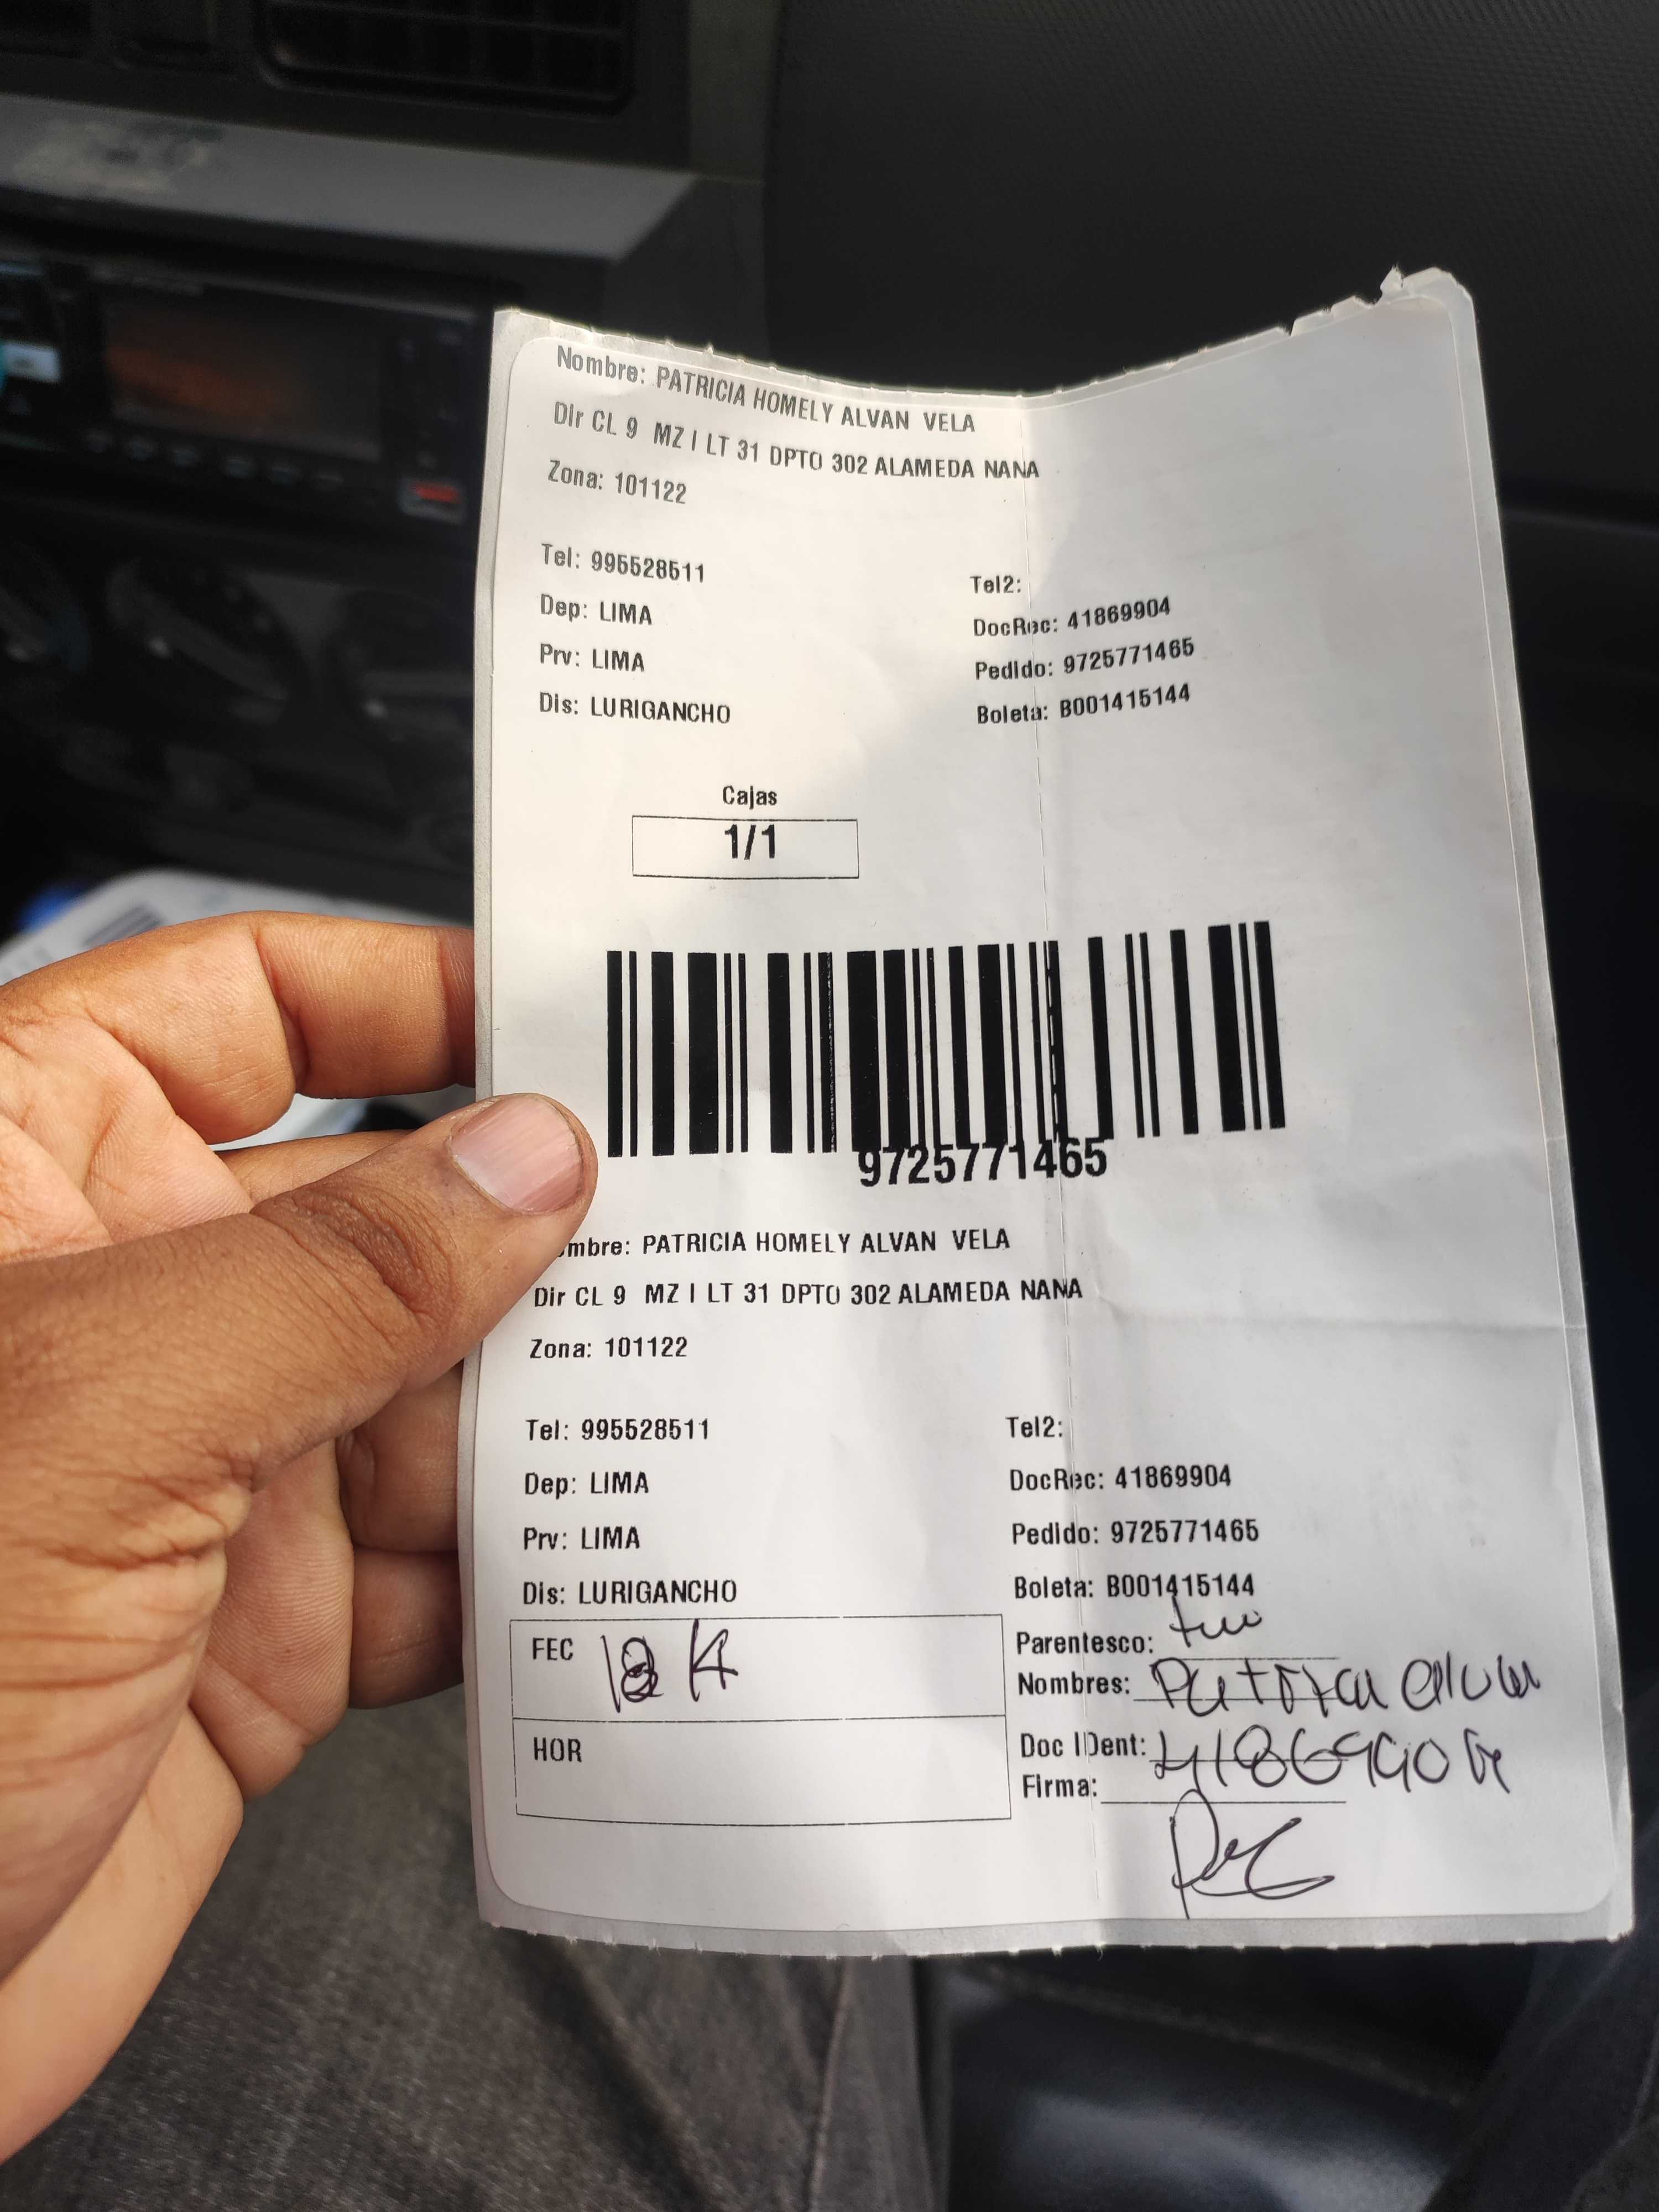 Nombre: PATRICIA HOMELY ALVAN VELA
Dir CL 9 MZ I LT 31 DPTO 302 ALAMEDA NANA
Zona: 101122
Tel: 995528511 Tel2:
Dep: LIMA DocRec: 41869904
Prv: LIMA Pedido: 9725771465
Dis: LURIGANCHO Boleta: B001415144
Cajas
1/1
9725771465
mbre: PATRICIA HOMELY ALVAN VELA
Dir CL 9 MZ I LT 31 DPTO 302 ALAMEDA NANA
Zona: 101122
Tel: 995528511 Tel2:
Dep: LIMA DocRec: 41869904
Prv: LIMA Pedido: 9725771465
Dis: LURIGANCHO Boleta: B001415144
FEC Parentesco:
Nombres: Patricia
HOR Doc IDent: 41869904
Firma: